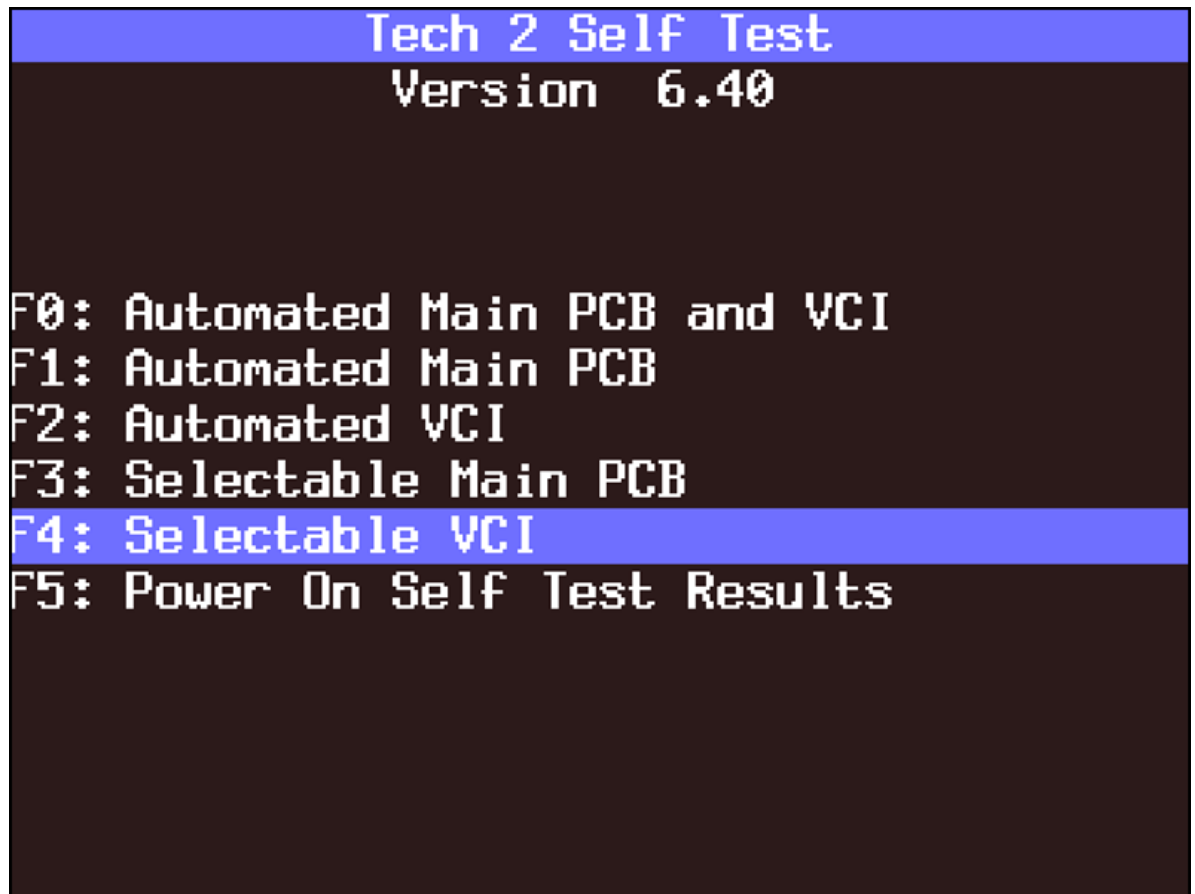 Tech 2 Self Test
Version 6.40
F0: Automated Main PCB and VCI
F1: Automated Main PCB
F2: Automated VCI
F3: Selectable Main PCB
F4: Selectable VCI
F5: Power On Self Test Results